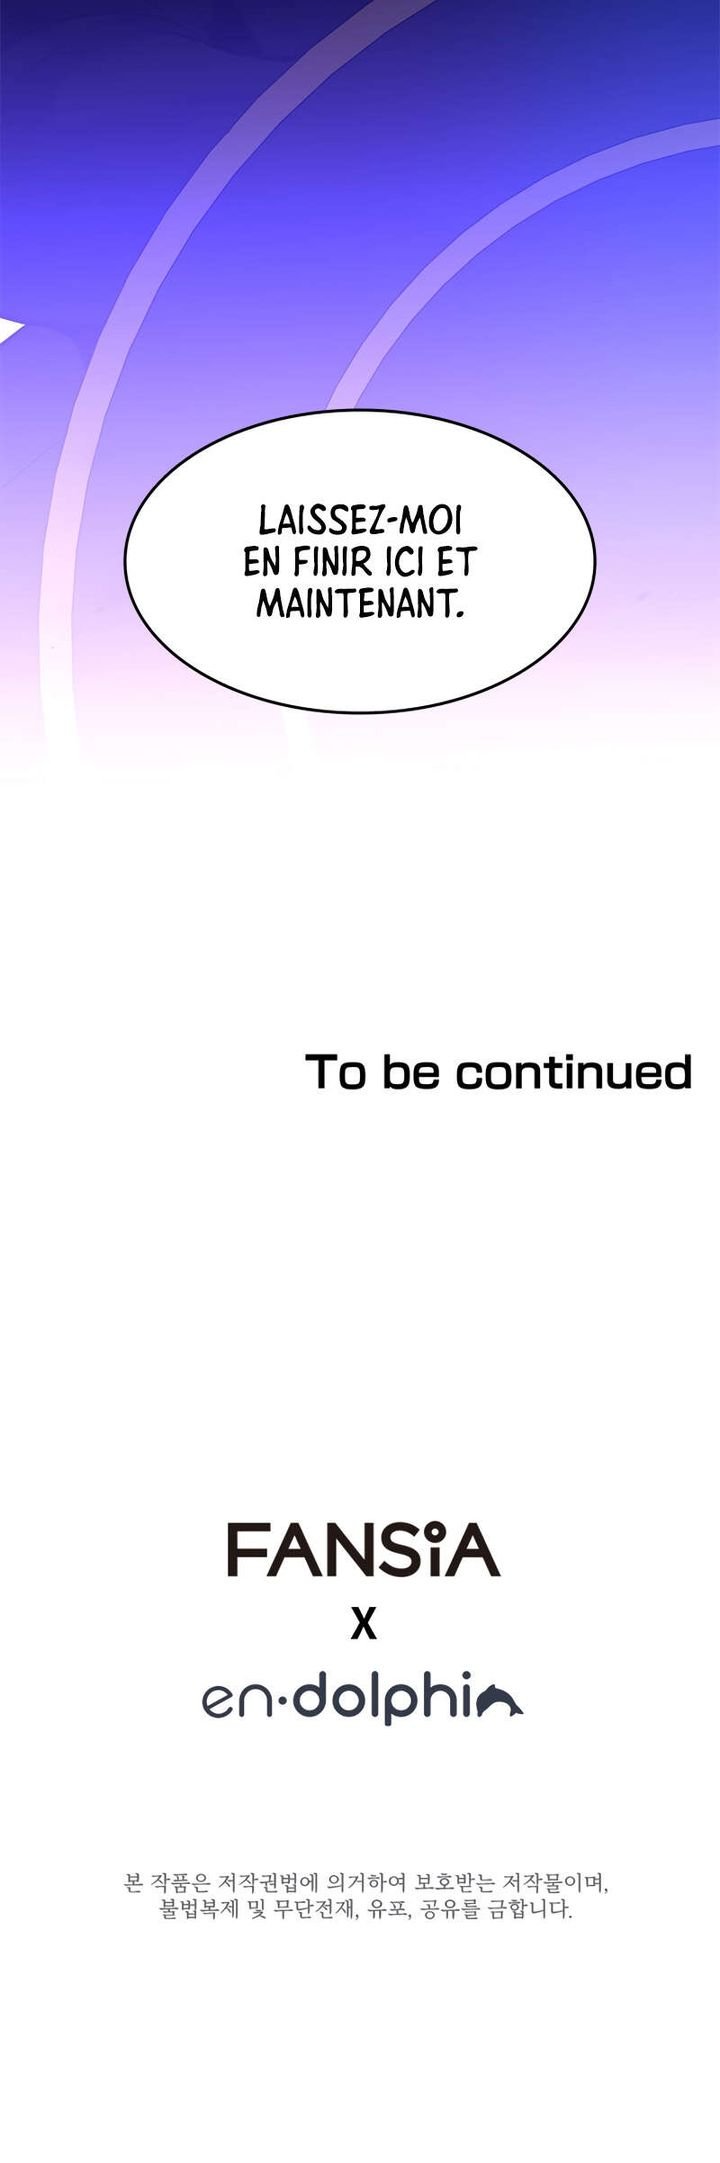 LAISSEZ-MOI
EN FINIR ICI ET
MAINTENANT.
To be continued
FANSiA
X
en·dolphin
본 작품은 저작권법에 의거하여 보호받는 저작물이며,
불법복제 및 무단전재, 유포, 공유를 금합니다.